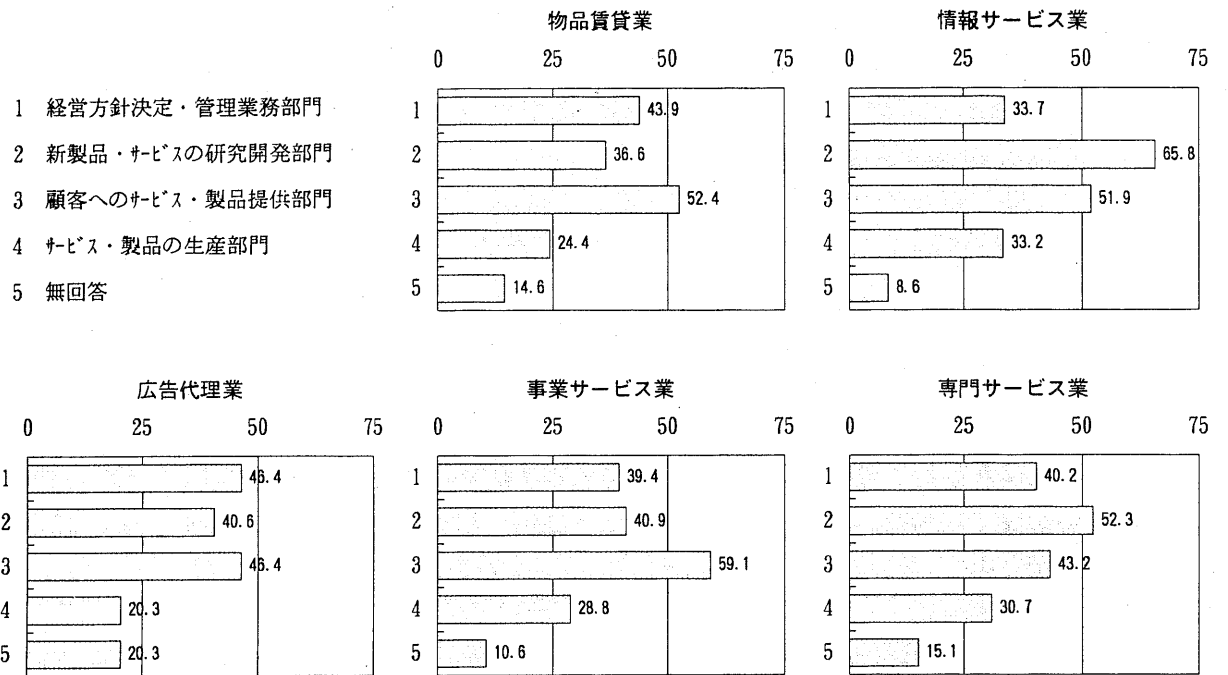 物品賃貸業
0 25 50 75
1 43.9
2 36.6
3 52.4
4 24.4
5 14.6
情報サービス業
0 25 50 75
1 33.7
2 65.8
3 51.9
4 33.2
5 8.6
1 経営方針決定・管理業務部門
2 新製品・ｻｰﾋﾞｽの研究開発部門
3 顧客へのｻｰﾋﾞｽ・製品提供部門
4 ｻｰﾋﾞｽ・製品の生産部門
5 無回答
広告代理業
0 25 50 75
1 46.4
2 40.6
3 46.4
4 20.3
5 20.3
事業サービス業
0 25 50 75
1 39.4
2 40.9
3 59.1
4 28.8
5 10.6
専門サービス業
0 25 50 75
1 40.2
2 52.3
3 43.2
4 30.7
5 15.1